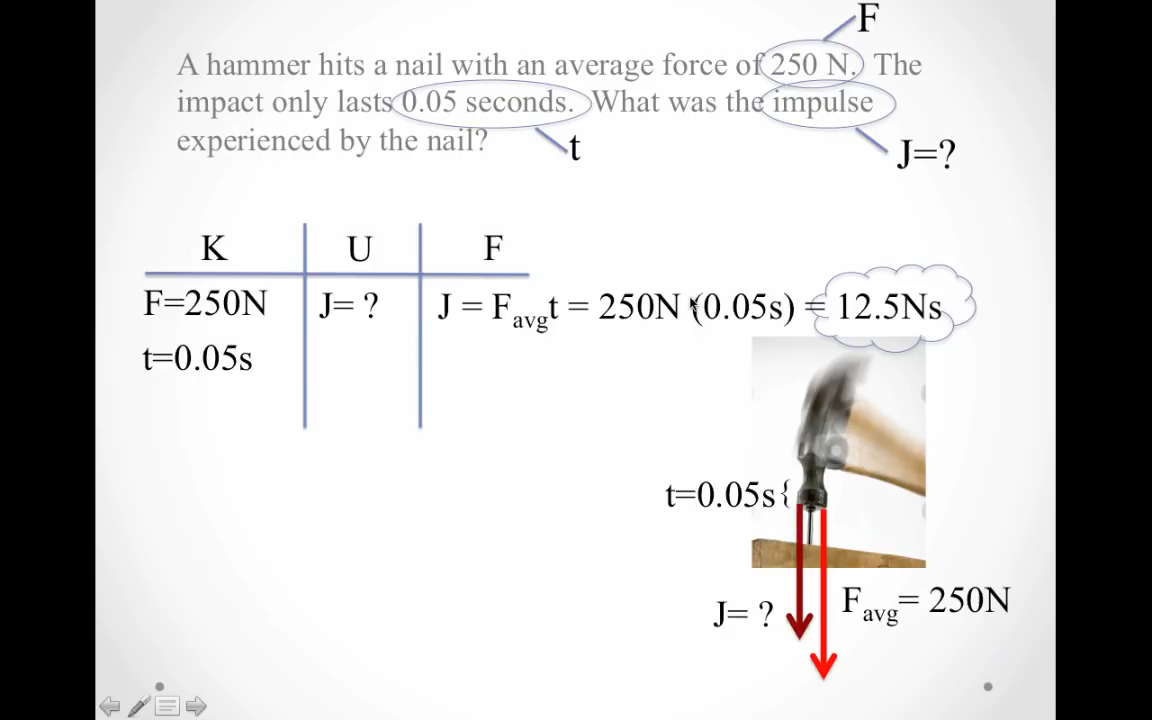 F
A hammer hits a nail with an average force of 250 N. The
impact only lasts 0.05 seconds. What was the impulse
experienced by the nail?
t
J=?
K U F
F=250N J= ? J = Favgt = 250N (0.05s) = 12.5Ns
t=0.05s
t=0.05s{
J= ? Favg= 250N